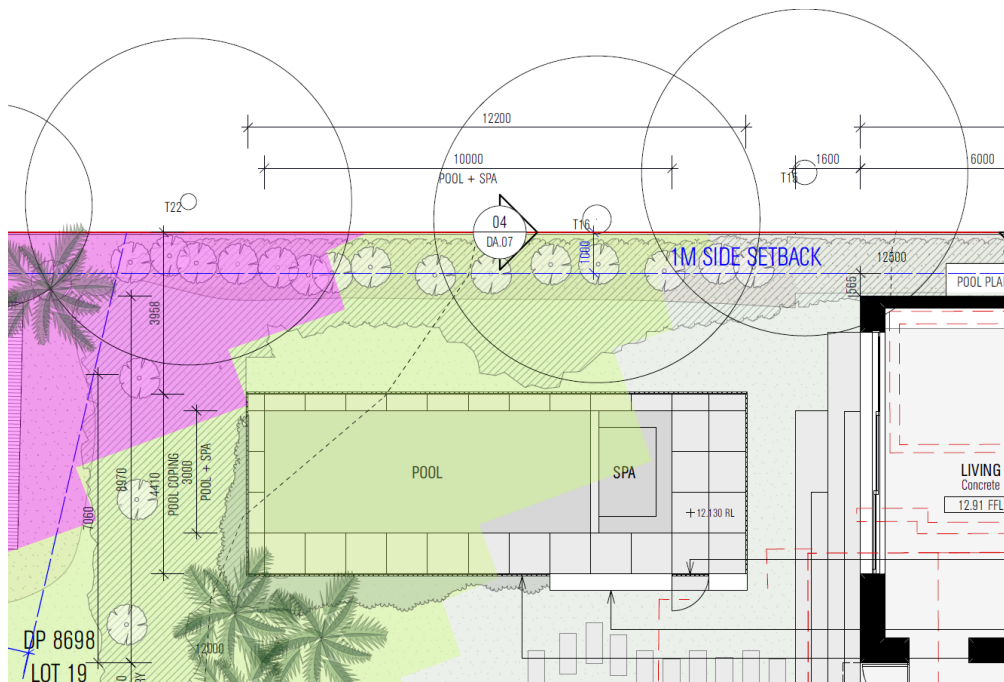 12200
10000
POOL + SPA
1600
6000
T22
T16
T15
04
DA.07
1000
1M SIDE SETBACK
12500
565
POOL PLA
3958
POOL
SPA
POOL COPING
3000
POOL + SPA
8970
4410
7060
12.130 RL
LIVING
Concrete
12.91 FFL
DP 8698
LOT 19
12000